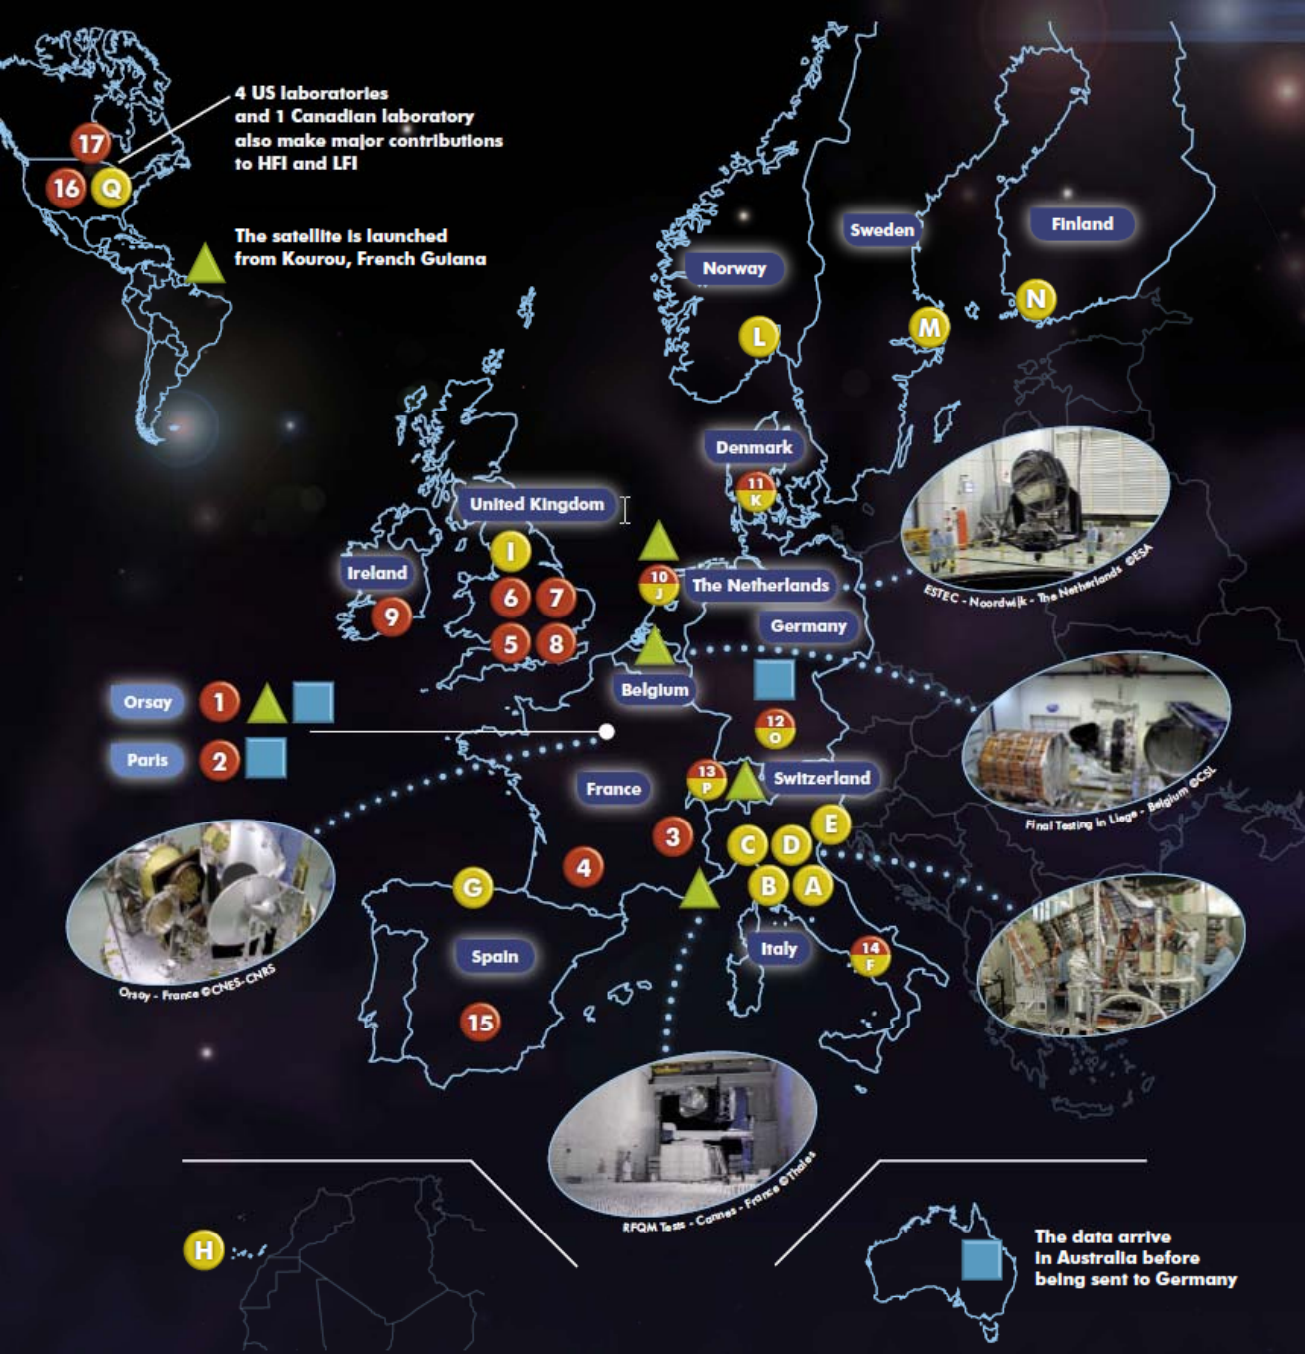 4 US laboratories
and 1 Canadian laboratory
also make major contributions
to HFI and LFI
17
16
Q
The satellite is launched
from Kourou, French Guiana
Sweden
Finland
Norway
N
M
L
Denmark
11
K
United Kingdom
I
Ireland
10
J
The Netherlands
ESTEC - Noordwijk - The Netherlands ©ESA
6
7
9
5
8
Germany
Belgium
Orsay
1
Paris
2
12
O
13
P
Switzerland
France
Final Testing in Liege - Belgium ©CSL
3
E
C
D
4
G
B
A
Spain
Italy
14
F
Orsay - France ©CNES-CNRS
15
RFQM Tests - Cannes - France ©Thales
H
The data arrive
in Australia before
being sent to Germany